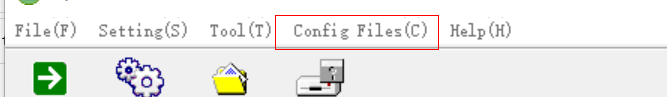 File(F) Setting(S) Tool(T) Config Files(C) Help(H)
?